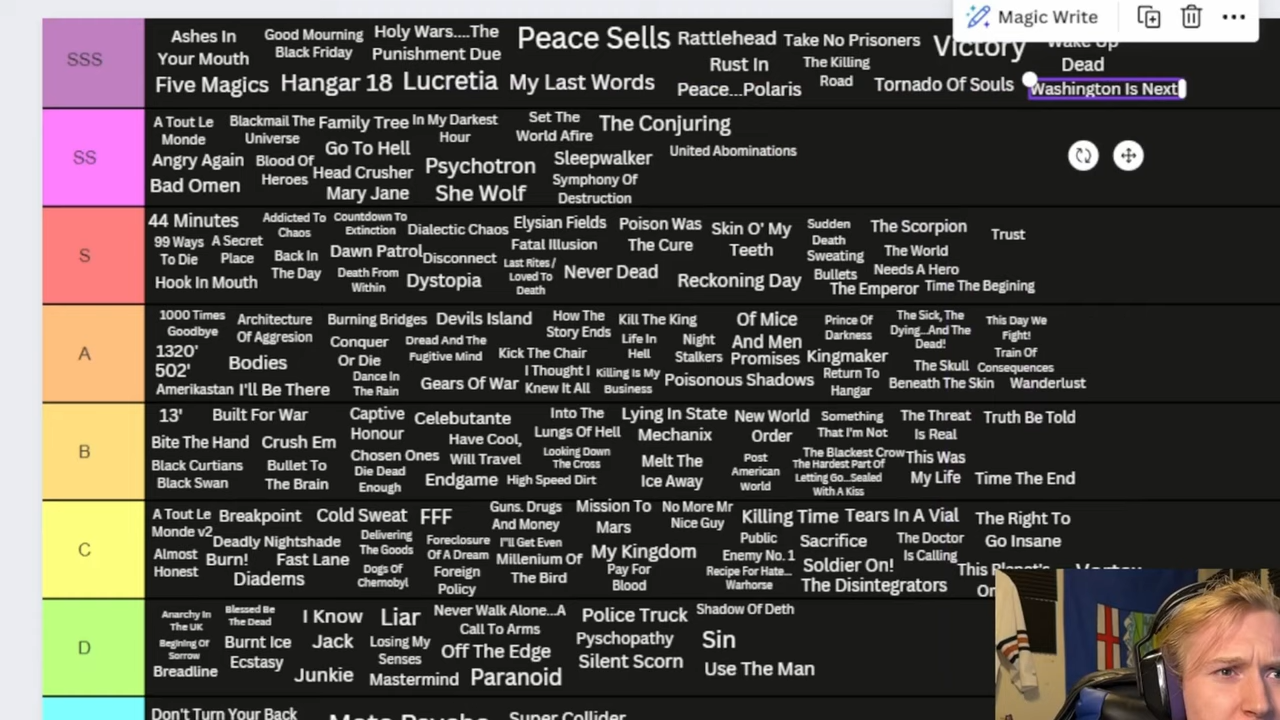 Magic Write
SSS
Ashes In
Your Mouth
Good Mourning
Black Friday
Holy Wars....The
Punishment Due
Peace Sells
Rattlehead
Take No Prisoners
Victory
Wake Up
Dead
Five Magics
Hangar 18
Lucretia
My Last Words
Rust In
Peace...Polaris
The Killing
Road
Tornado Of Souls
Washington Is Next
SS
A Tout Le
Monde
Blackmail The
Universe
Family Tree
In My Darkest
Hour
Set The
World Afire
The Conjuring
Go To Hell
United Abominations
Angry Again
Blood Of
Heroes
Head Crusher
Psychotron
Sleepwalker
Bad Omen
Mary Jane
She Wolf
Symphony Of
Destruction
S
44 Minutes
Addicted To
Chaos
Countdown To
Extinction
Dialectic Chaos
Elysian Fields
Poison Was
The Cure
Skin O' My
Teeth
Sudden
Death
The Scorpion
Trust
99 Ways
To Die
A Secret
Place
Back In
The Day
Dawn Patrol
Disconnect
Fatal Illusion
Sweating
Bullets
The World
Needs A Hero
Hook In Mouth
Death From
Within
Dystopia
Last Rites /
Loved To
Death
Never Dead
Reckoning Day
The Emperor
Time The Begining
A
1000 Times
Goodbye
Architecture
Of Aggresion
Burning Bridges
Devils Island
How The
Story Ends
Kill The King
Of Mice
And Men
Prince Of
Darkness
The Sick, The
Dying...And The
Dead!
This Day We
Fight!
1320'
502'
Bodies
Conquer
Or Die
Dread And The
Fugitive Mind
Kick The Chair
Life In
Hell
Night
Stalkers
Promises
Kingmaker
The Skull
Beneath The Skin
Train Of
Consequences
Amerikastan
I'll Be There
Dance In
The Rain
Gears Of War
I Thought I
Knew It All
Killing Is My
Business
Poisonous Shadows
Return To
Hangar
Wanderlust
B
13'
Built For War
Captive
Honour
Celebutante
Into The
Lungs Of Hell
Lying In State
New World
Order
Something
That I'm Not
The Threat
Is Real
Truth Be Told
Bite The Hand
Crush Em
Chosen Ones
Have Cool,
Will Travel
Looking Down
The Cross
Mechanix
The Blackest Crow
This Was
My Life
Black Curtians
Black Swan
Bullet To
The Brain
Die Dead
Enough
Endgame
High Speed Dirt
Melt The
Ice Away
Post
American
World
The Hardest Part Of
Letting Go...Sealed
With A Kiss
Time The End
C
A Tout Le
Monde v2
Breakpoint
Cold Sweat
FFF
Guns. Drugs
And Money
Mission To
Mars
No More Mr
Nice Guy
Killing Time
Tears In A Vial
The Right To
Go Insane
Deadly Nightshade
Almost
Honest
Burn!
Fast Lane
Delivering
The Goods
Foreclosure
Of A Dream
I"ll Get Even
Millenium Of
The Bird
My Kingdom
Public
Enemy No. 1
Sacrifice
The Doctor
Is Calling
Diadems
Dogs Of
Chernobyl
Foreign
Policy
Pay For
Blood
Recipe For Hate...
Warhorse
Soldier On!
The Disintegrators
This Planet's
D
Anarchy In
The UK
Blessed Be
The Dead
I Know
Jack
Liar
Never Walk Alone...A
Call To Arms
Police Truck
Shadow Of Deth
Begining Of
Sorrow
Burnt Ice
Losing My
Senses
Off The Edge
Pyschopathy
Sin
Breadline
Ecstasy
Junkie
Mastermind
Paranoid
Silent Scorn
Use The Man
Don't Turn Your Back
Super Collider